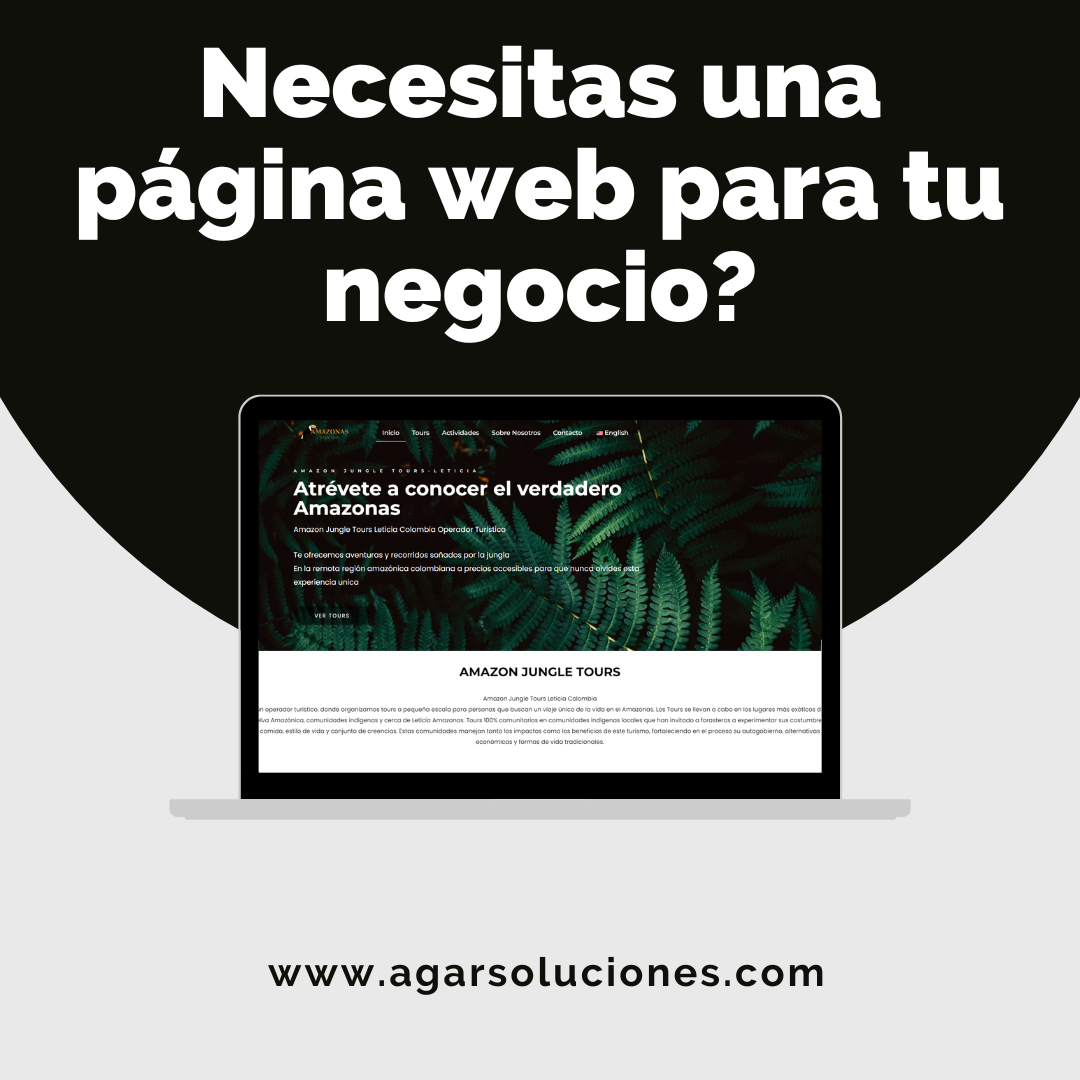 Necesitas una
página web para tu
negocio?
AMAZONAS
Inicio Tours Actividades Sobre Nosotros Contacto English
AMAZON JUNGLE TOURS-LETICIA
Atrévete a conocer el verdadero
Amazonas
Amazon Jungle Tours Leticia Colombia Operador Turístico
Te ofrecemos aventuras y recorridos soñados por la jungla
En la remota región amazónica colombiana a precios accesibles para que nunca olvides esta
experiencia unica
VER TOURS
AMAZON JUNGLE TOURS
Amazon Jungle Tours Leticia Colombia
operador turístico, donde organizamos tours a pequeña escala para personas que buscan un viaje único de la vida en el Amazonas. Los Tours se llevan a cabo en los lugares más exóticos
Amazónica, comunidades indígenas y cerca de Leticia Amazonas. Tours 100% comunitarios en comunidades indígenas locales que han invitado a forasteros a experimentar sus costumbre
comida, estilo de vida y conjunto de creencias. Estas comunidades manejan tanto los impactos como los beneficios de este turismo, fortaleciendo en el proceso su autogobierno, alternativas
económicas y formas de vida tradicionales.
www.agarsoluciones.com